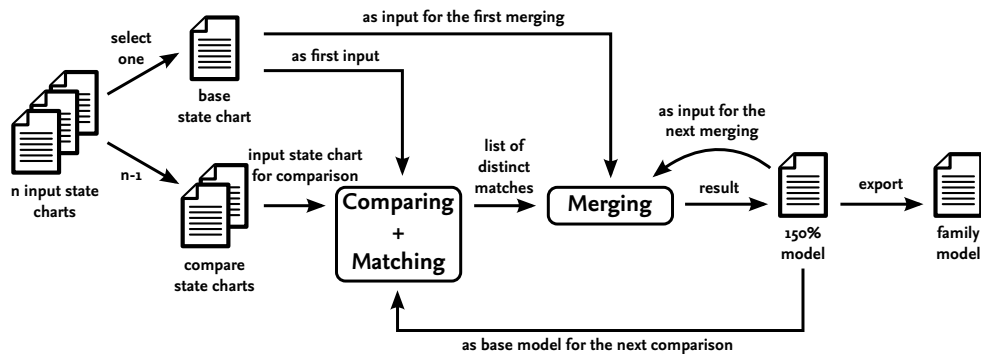 as input for the first merging
select
one
as first input
base
state chart
n input state
charts
n-1
input state chart
for comparison
compare
state charts
Comparing
+
Matching
list of
distinct
matches
Merging
as input for the
next merging
result
150%
model
export
family
model
as base model for the next comparison